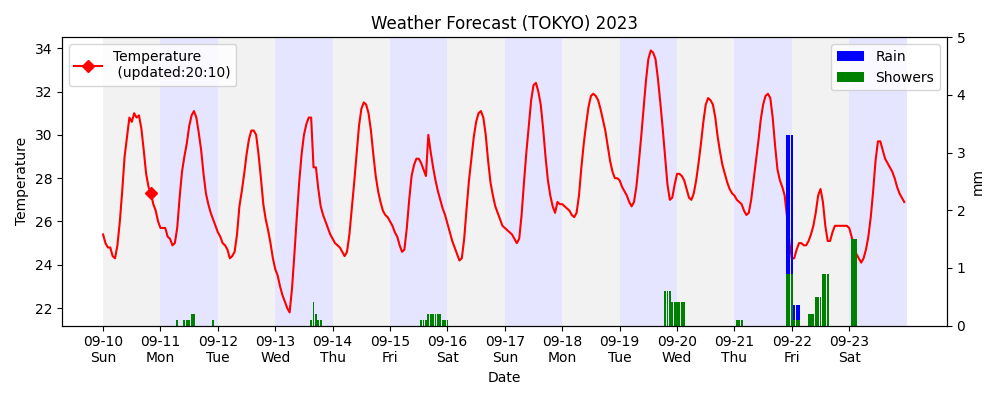 Weather Forecast (TOKYO) 2023
Temperature
(updated:20:10)
Rain
Showers
34
32
30
28
26
24
22
Temperature
5
4
3
2
1
0
mm
09-10 09-11 09-12 09-13 09-14 09-15 09-16 09-17 09-18 09-19 09-20 09-21 09-22 09-23
Sun Mon Tue Wed Thu Fri Sat Sun Mon Tue Wed Thu Fri Sat
Date